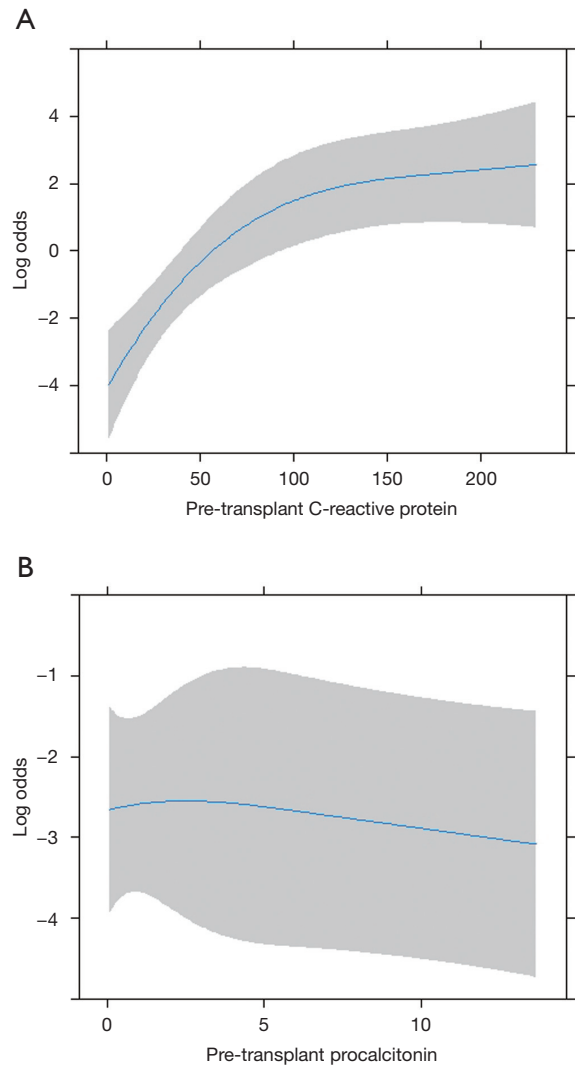 A
4
2
0
−2
−4
Log odds
0 50 100 150 200
Pre-transplant C-reactive protein
B
−1
−2
−3
−4
Log odds
0 5 10
Pre-transplant procalcitonin